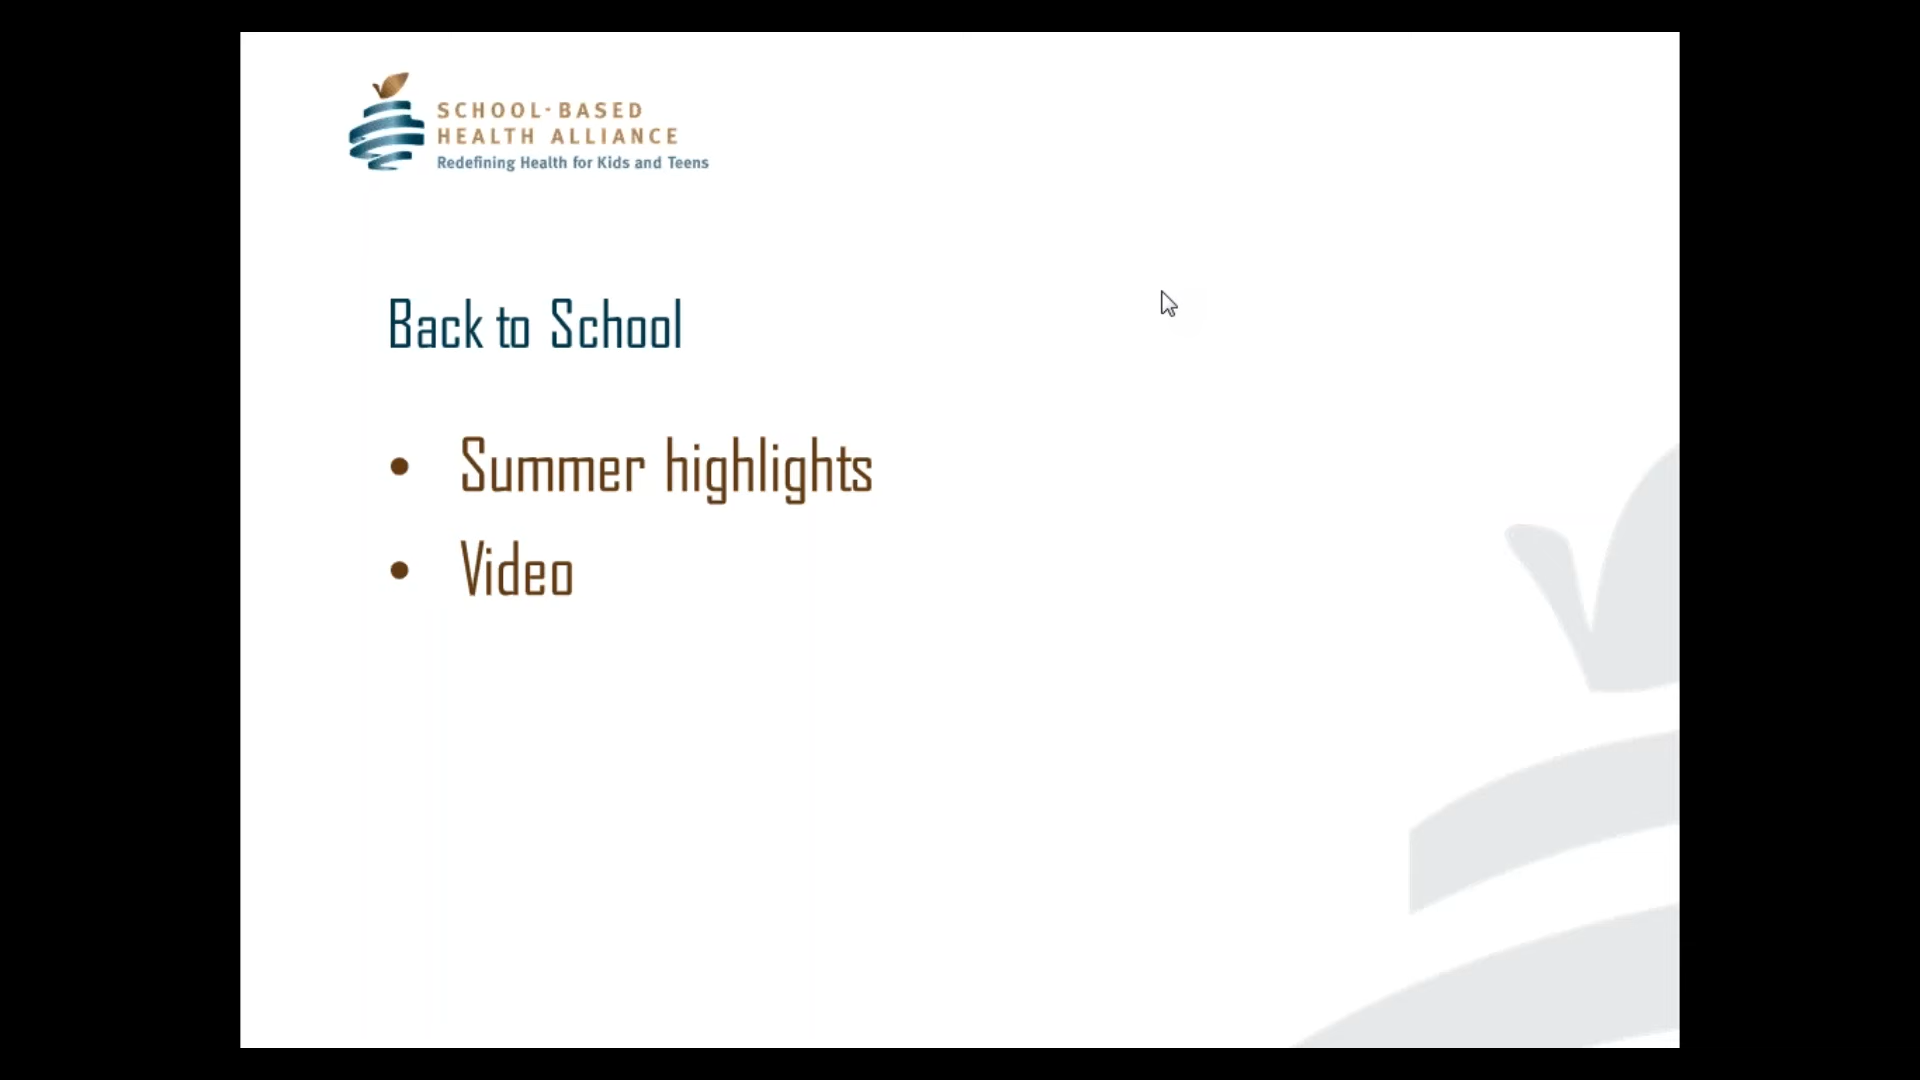 SCHOOL-BASED
HEALTH ALLIANCE
Redefining Health for Kids and Teens
Back to School
• Summer highlights
• Video